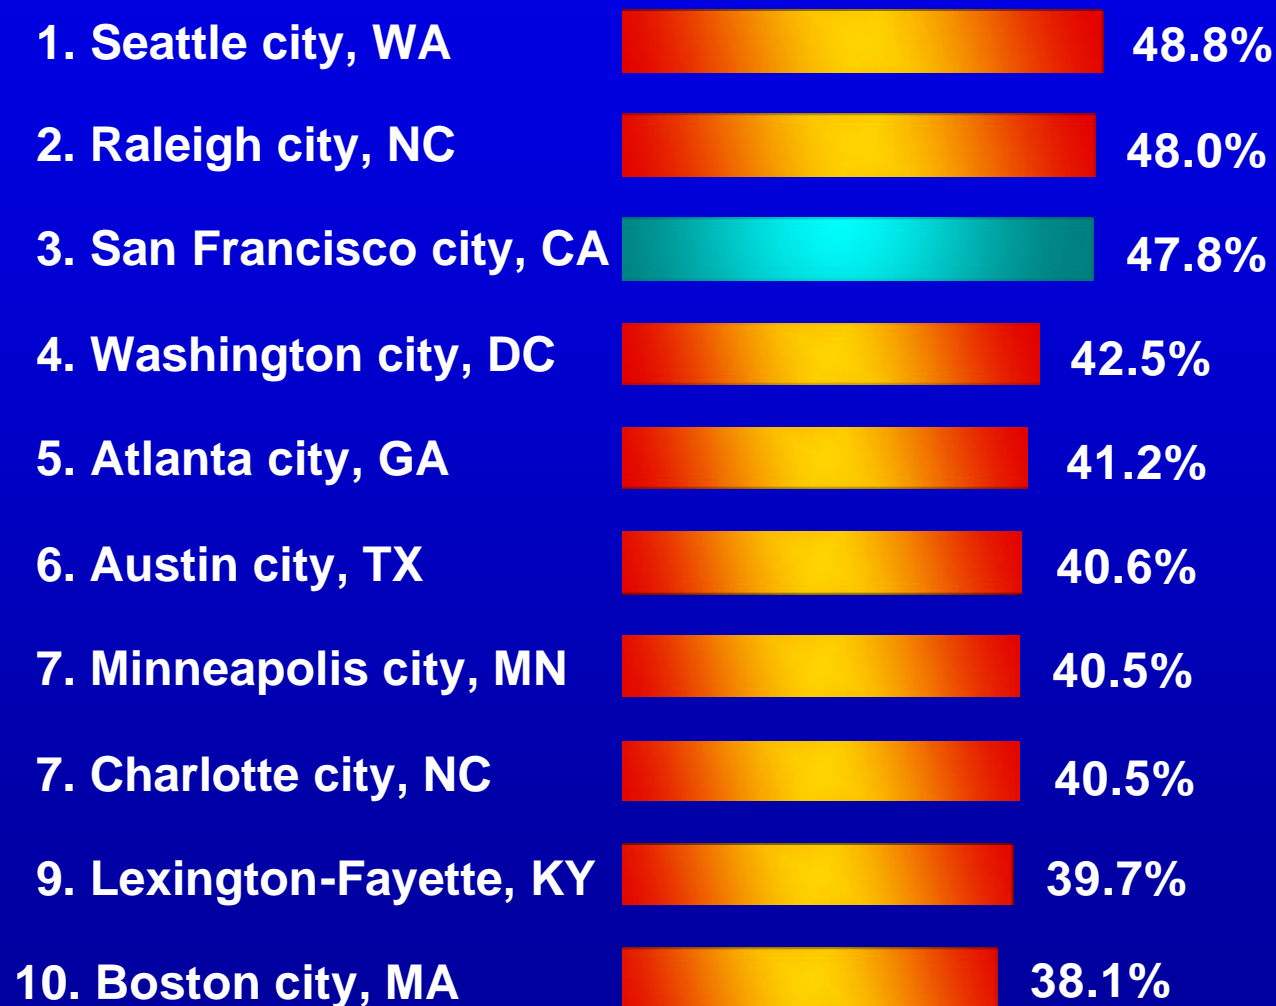 1. Seattle city, WA 48.8%
2. Raleigh city, NC 48.0%
3. San Francisco city, CA 47.8%
4. Washington city, DC 42.5%
5. Atlanta city, GA 41.2%
6. Austin city, TX 40.6%
7. Minneapolis city, MN 40.5%
7. Charlotte city, NC 40.5%
9. Lexington-Fayette, KY 39.7%
10. Boston city, MA 38.1%